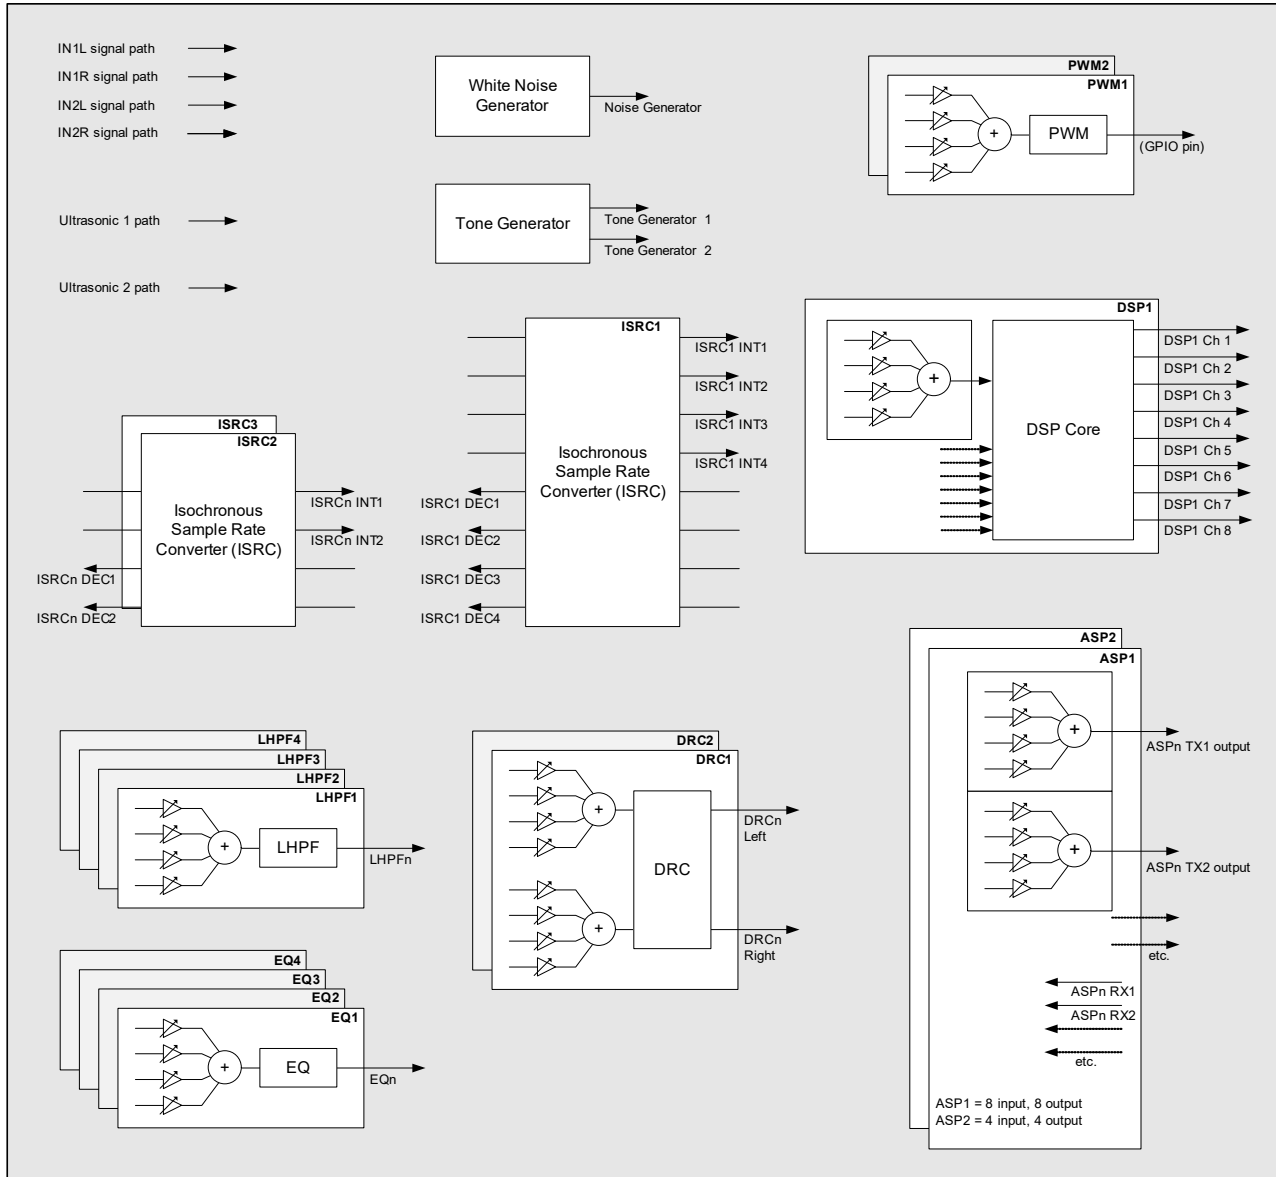 IN1L signal path
IN1R signal path
IN2L signal path
IN2R signal path
Ultrasonic 1 path
Ultrasonic 2 path
White Noise
Generator
Noise Generator
Tone Generator
Tone Generator 1
Tone Generator 2
PWM2
PWM1
+
PWM
(GPIO pin)
ISRC3
ISRC2
Isochronous
Sample Rate
Converter (ISRC)
ISRCn INT1
ISRCn INT2
ISRCn DEC1
ISRCn DEC2
ISRC1
Isochronous
Sample Rate
Converter (ISRC)
ISRC1 INT1
ISRC1 INT2
ISRC1 INT3
ISRC1 INT4
ISRC1 DEC1
ISRC1 DEC2
ISRC1 DEC3
ISRC1 DEC4
DSP1
+
DSP Core
DSP1 Ch 1
DSP1 Ch 2
DSP1 Ch 3
DSP1 Ch 4
DSP1 Ch 5
DSP1 Ch 6
DSP1 Ch 7
DSP1 Ch 8
LHPF4
LHPF3
LHPF2
LHPF1
+
LHPF
LHPFn
DRC2
DRC1
+
+
DRC
DRCn
Left
DRCn
Right
EQ4
EQ3
EQ2
EQ1
+
EQ
EQn
ASP2
ASP1
+
ASPn TX1 output
+
ASPn TX2 output
etc.
ASPn RX1
ASPn RX2
etc.
ASP1 = 8 input, 8 output
ASP2 = 4 input, 4 output